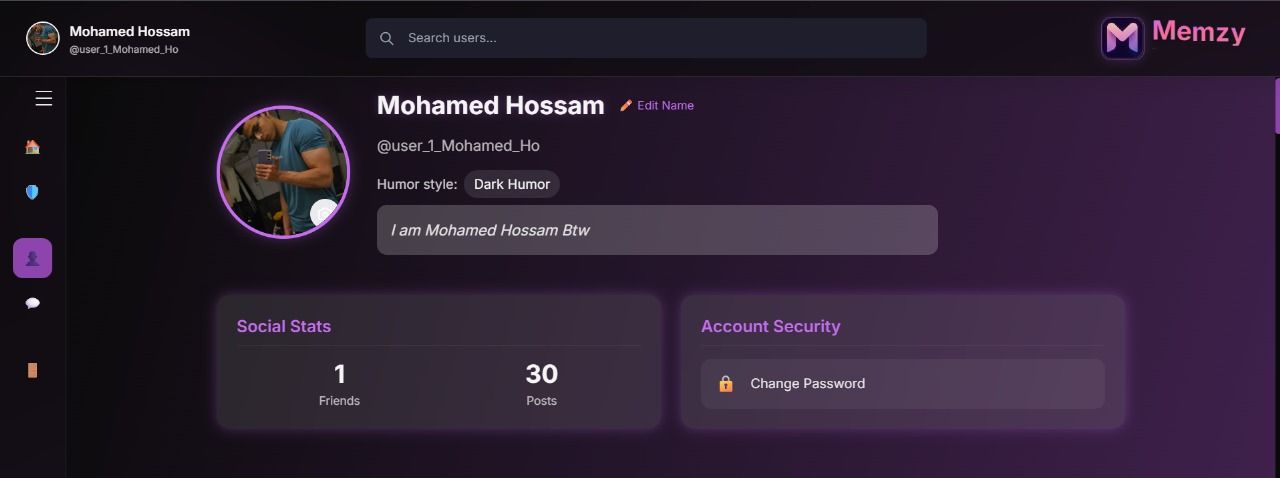 Mohamed Hossam
@user_1_Mohamed_Ho
Search users...
Memzy
Mohamed Hossam
Edit Name
@user_1_Mohamed_Ho
Humor style: Dark Humor
I am Mohamed Hossam Btw
Social Stats
1
Friends
30
Posts
Account Security
Change Password